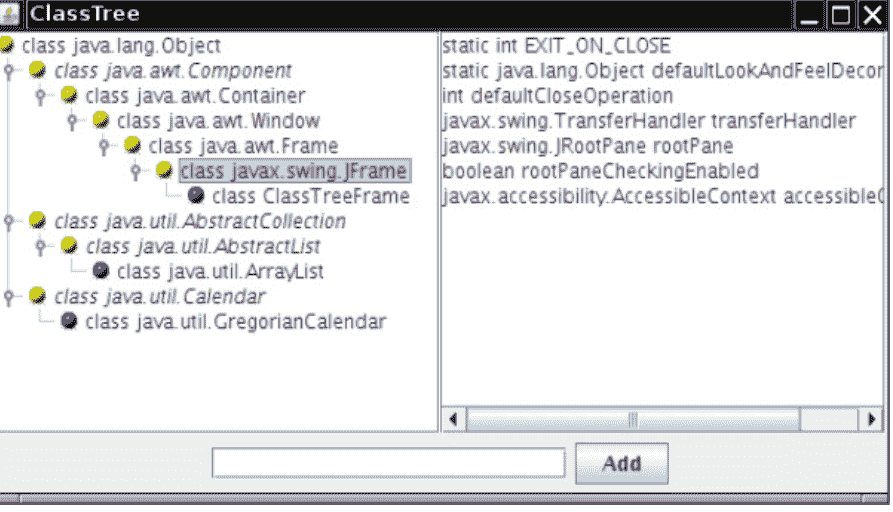 ClassTree
class java.lang.Object
class java.awt.Component
class java.awt.Container
class java.awt.Window
class java.awt.Frame
class javax.swing.JFrame
class ClassTreeFrame
class java.util.AbstractCollection
class java.util.AbstractList
class java.util.ArrayList
class java.util.Calendar
class java.util.GregorianCalendar
static int EXIT_ON_CLOSE
static java.lang.Object defaultLookAndFeelDecor
int defaultCloseOperation
javax.swing.TransferHandler transferHandler
javax.swing.JRootPane rootPane
boolean rootPaneCheckingEnabled
javax.accessibility.AccessibleContext accessibleC
Add